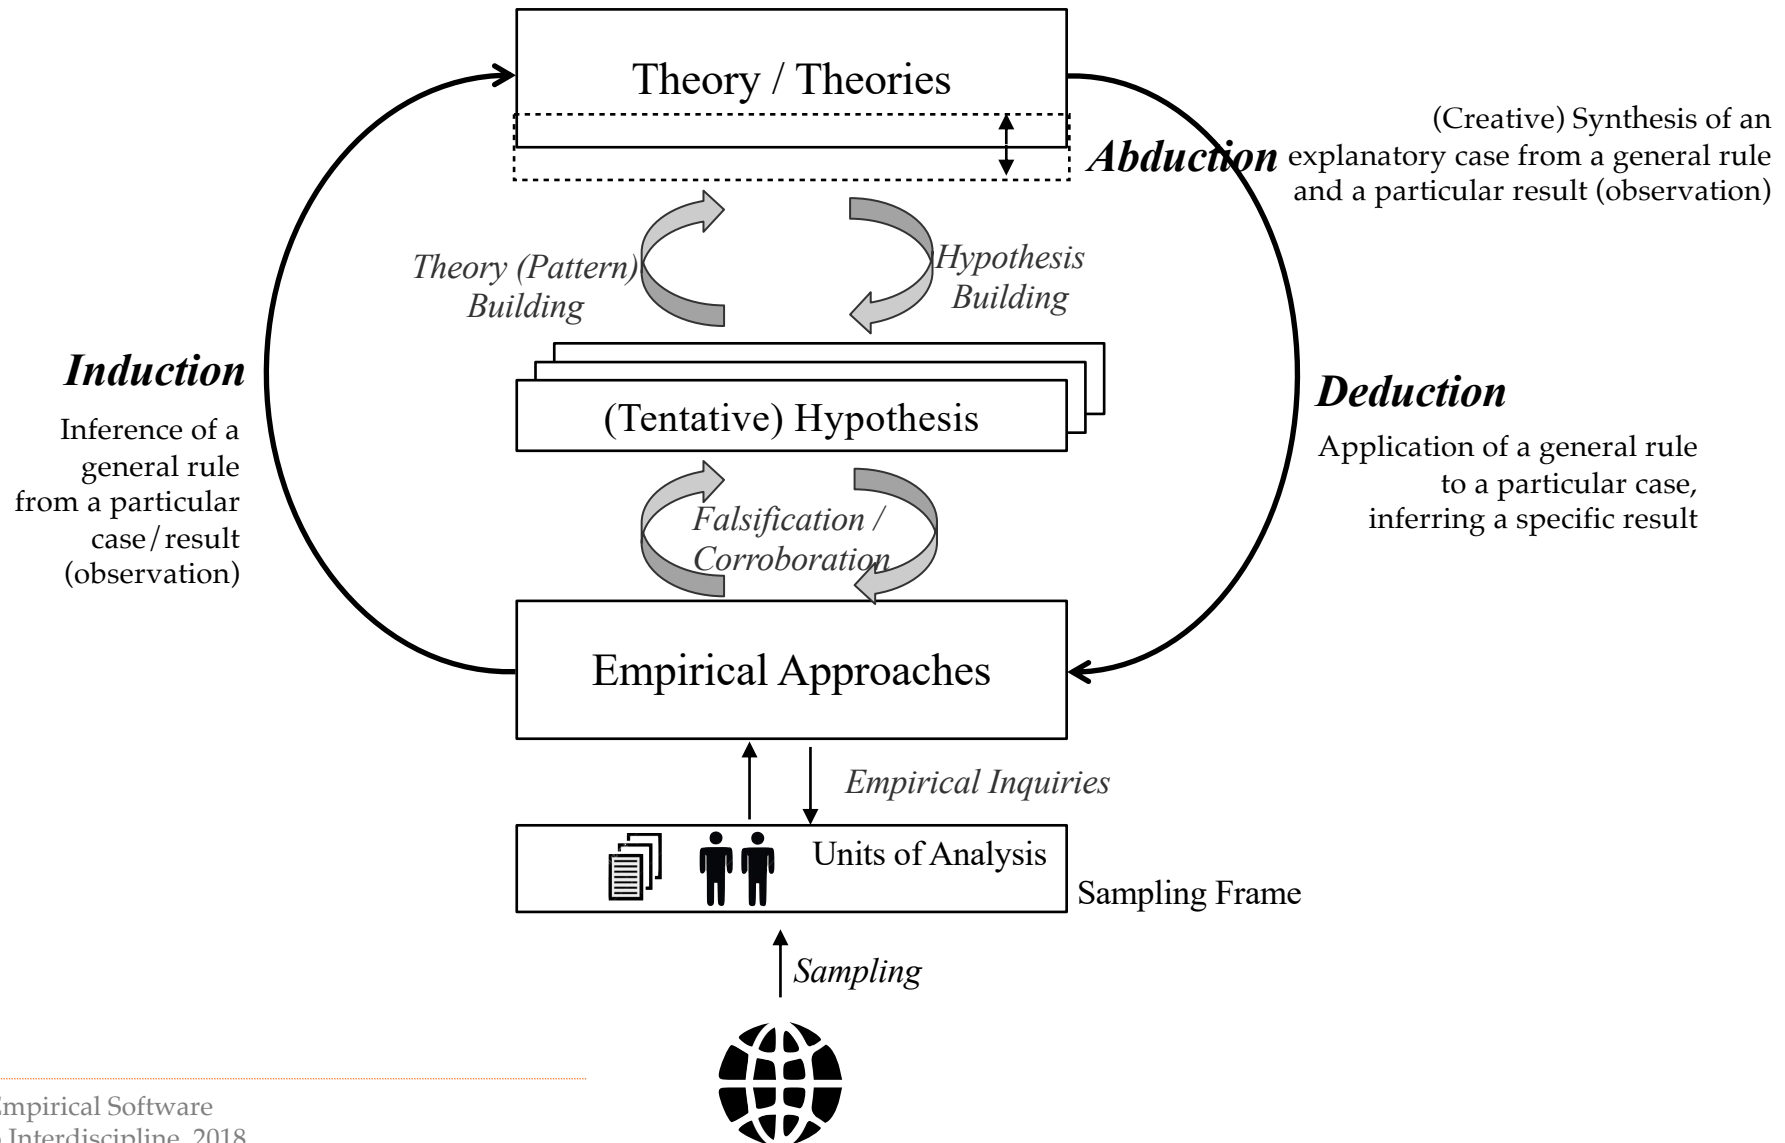 Theory / Theories
(Creative) Synthesis of an
Abduction explanatory case from a general rule
and a particular result (observation)
Theory (Pattern)
Building
Hypothesis
Building
Induction
Inference of a
general rule
from a particular
case/result
(observation)
(Tentative) Hypothesis
Deduction
Application of a general rule
to a particular case,
inferring a specific result
Falsification /
Corroboration
Empirical Approaches
Empirical Inquiries
Units of Analysis
Sampling Frame
Sampling
Empirical Software
Interdiscipline, 2018